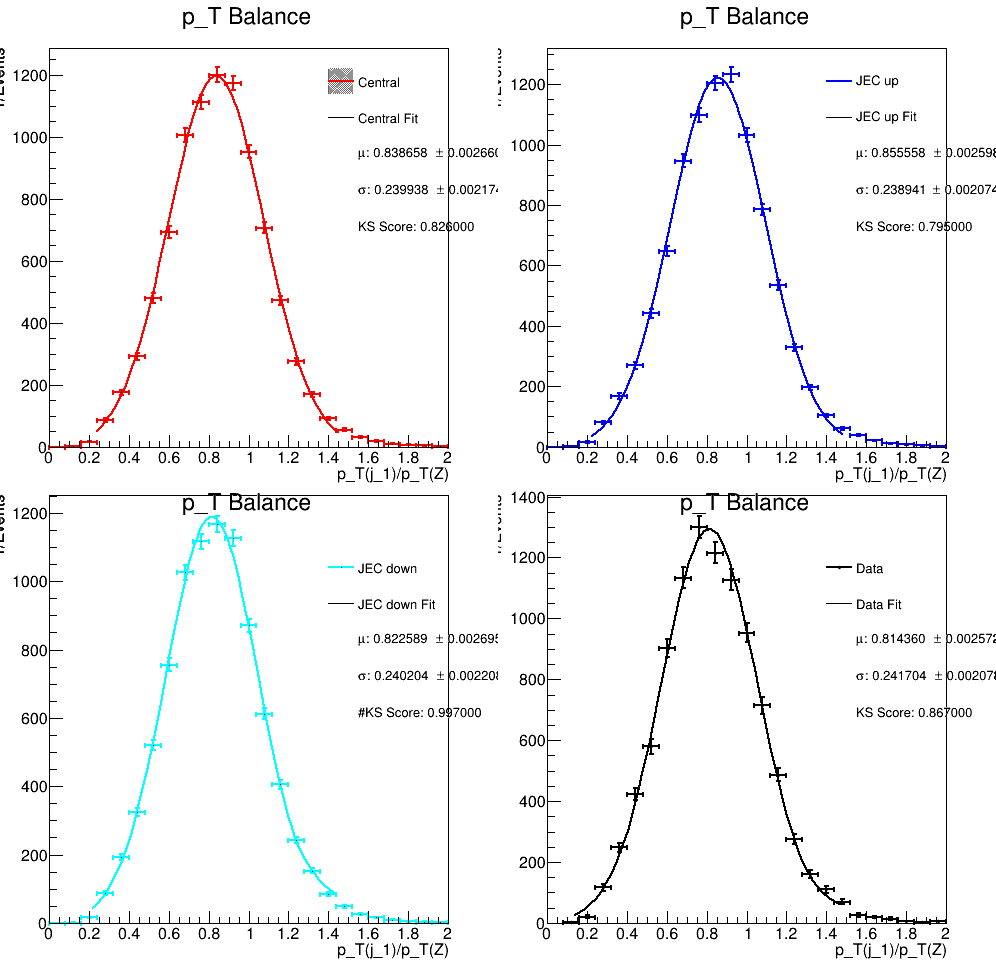 p_T Balance
Central
Central Fit
μ: 0.838658 ± 0.00266
σ: 0.239938 ± 0.00217
KS Score: 0.826000
1200
1000
800
600
400
200
0
0 0.2 0.4 0.6 0.8 1 1.2 1.4 1.6 1.8 2
p_T(j_1)/p_T(Z)
p_T Balance
JEC up
JEC up Fit
μ: 0.855558 ± 0.002598
σ: 0.238941 ± 0.002074
KS Score: 0.795000
1200
1000
800
600
400
200
0
0 0.2 0.4 0.6 0.8 1 1.2 1.4 1.6 1.8 2
p_T(j_1)/p_T(Z)
p_T Balance
JEC down
JEC down Fit
μ: 0.822589 ± 0.00269
σ: 0.240204 ± 0.00220
#KS Score: 0.997000
1200
1000
800
600
400
200
0
0 0.2 0.4 0.6 0.8 1 1.2 1.4 1.6 1.8 2
p_T(j_1)/p_T(Z)
p_T Balance
Data
Data Fit
μ: 0.814360 ± 0.002572
σ: 0.241704 ± 0.002078
KS Score: 0.867000
1400
1200
1000
800
600
400
200
0
0 0.2 0.4 0.6 0.8 1 1.2 1.4 1.6 1.8 2
p_T(j_1)/p_T(Z)